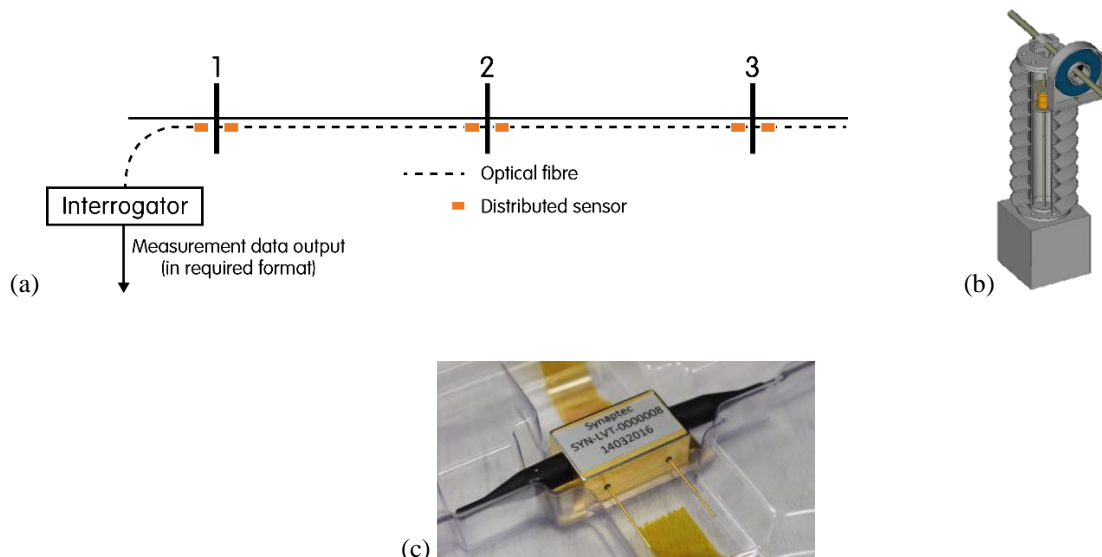 1
2
3
Optical fibre
Distributed sensor
Interrogator
Measurement data output
(in required format)
(a)
(b)
Synaptec
SYN-LVT-0000008
14032016
(c)